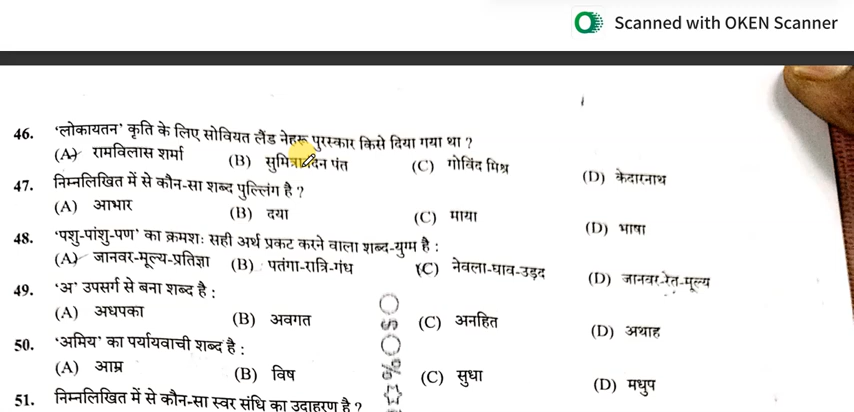 Scanned with OKEN Scanner
46. 'लोकायतन' कृति के लिए सोवियत लैंड नेहरू पुरस्कार किसे दिया गया था ?
(A) रामविलास शर्मा (B) सुमित्रानंदन पंत (C) गोविंद मिश्र (D) केदारनाथ
47. निम्नलिखित में से कौन-सा शब्द पुल्लिंग है ?
(A) आभार (B) दया (C) माया (D) भाषा
48. 'पशु-पांशु-पण' का क्रमशः सही अर्थ प्रकट करने वाला शब्द-युग्म है :
(A) जानवर-मूल्य-प्रतिज्ञा (B) पतंगा-रात्रि-गंध (C) नेवला-घाव-उड़द (D) जानवर-रेत-मूल्य
49. 'अ' उपसर्ग से बना शब्द है :
(A) अधपका (B) अवगत (C) अनहित (D) अथाह
50. 'अमिय' का पर्यायवाची शब्द है :
(A) आम्र (B) विष (C) सुधा (D) मधुप
51. निम्नलिखित में से कौन-सा स्वर संधि का उदाहरण है ?